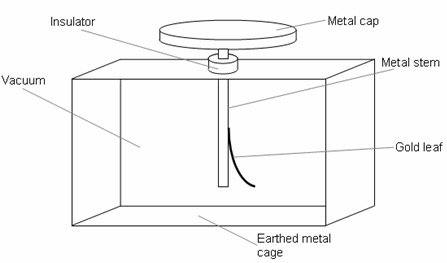 Insulator
Metal cap
Metal stem
Vacuum
Gold leaf
Earthed metal
cage